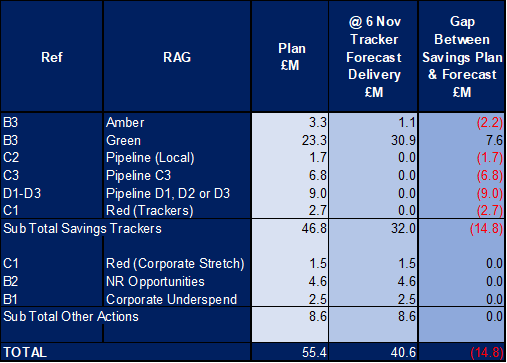 Ref RAG Plan £M @ 6 Nov Tracker Forecast Delivery £M Gap Between Savings Plan & Forecast £M
B3 Amber 3.3 1.1 (2.2)
B3 Green 23.3 30.9 7.6
C2 Pipeline (Local) 1.7 0.0 (1.7)
C3 Pipeline C3 6.8 0.0 (6.8)
D1-D3 Pipeline D1, D2 or D3 9.0 0.0 (9.0)
C1 Red (Trackers) 2.7 0.0 (2.7)
Sub Total Savings Trackers 46.8 32.0 (14.8)
C1 Red (Corporate Stretch) 1.5 1.5 0.0
B2 NR Opportunities 4.6 4.6 0.0
B1 Corporate Underspend 2.5 2.5 0.0
Sub Total Other Actions 8.6 8.6 0.0
TOTAL 55.4 40.6 (14.8)